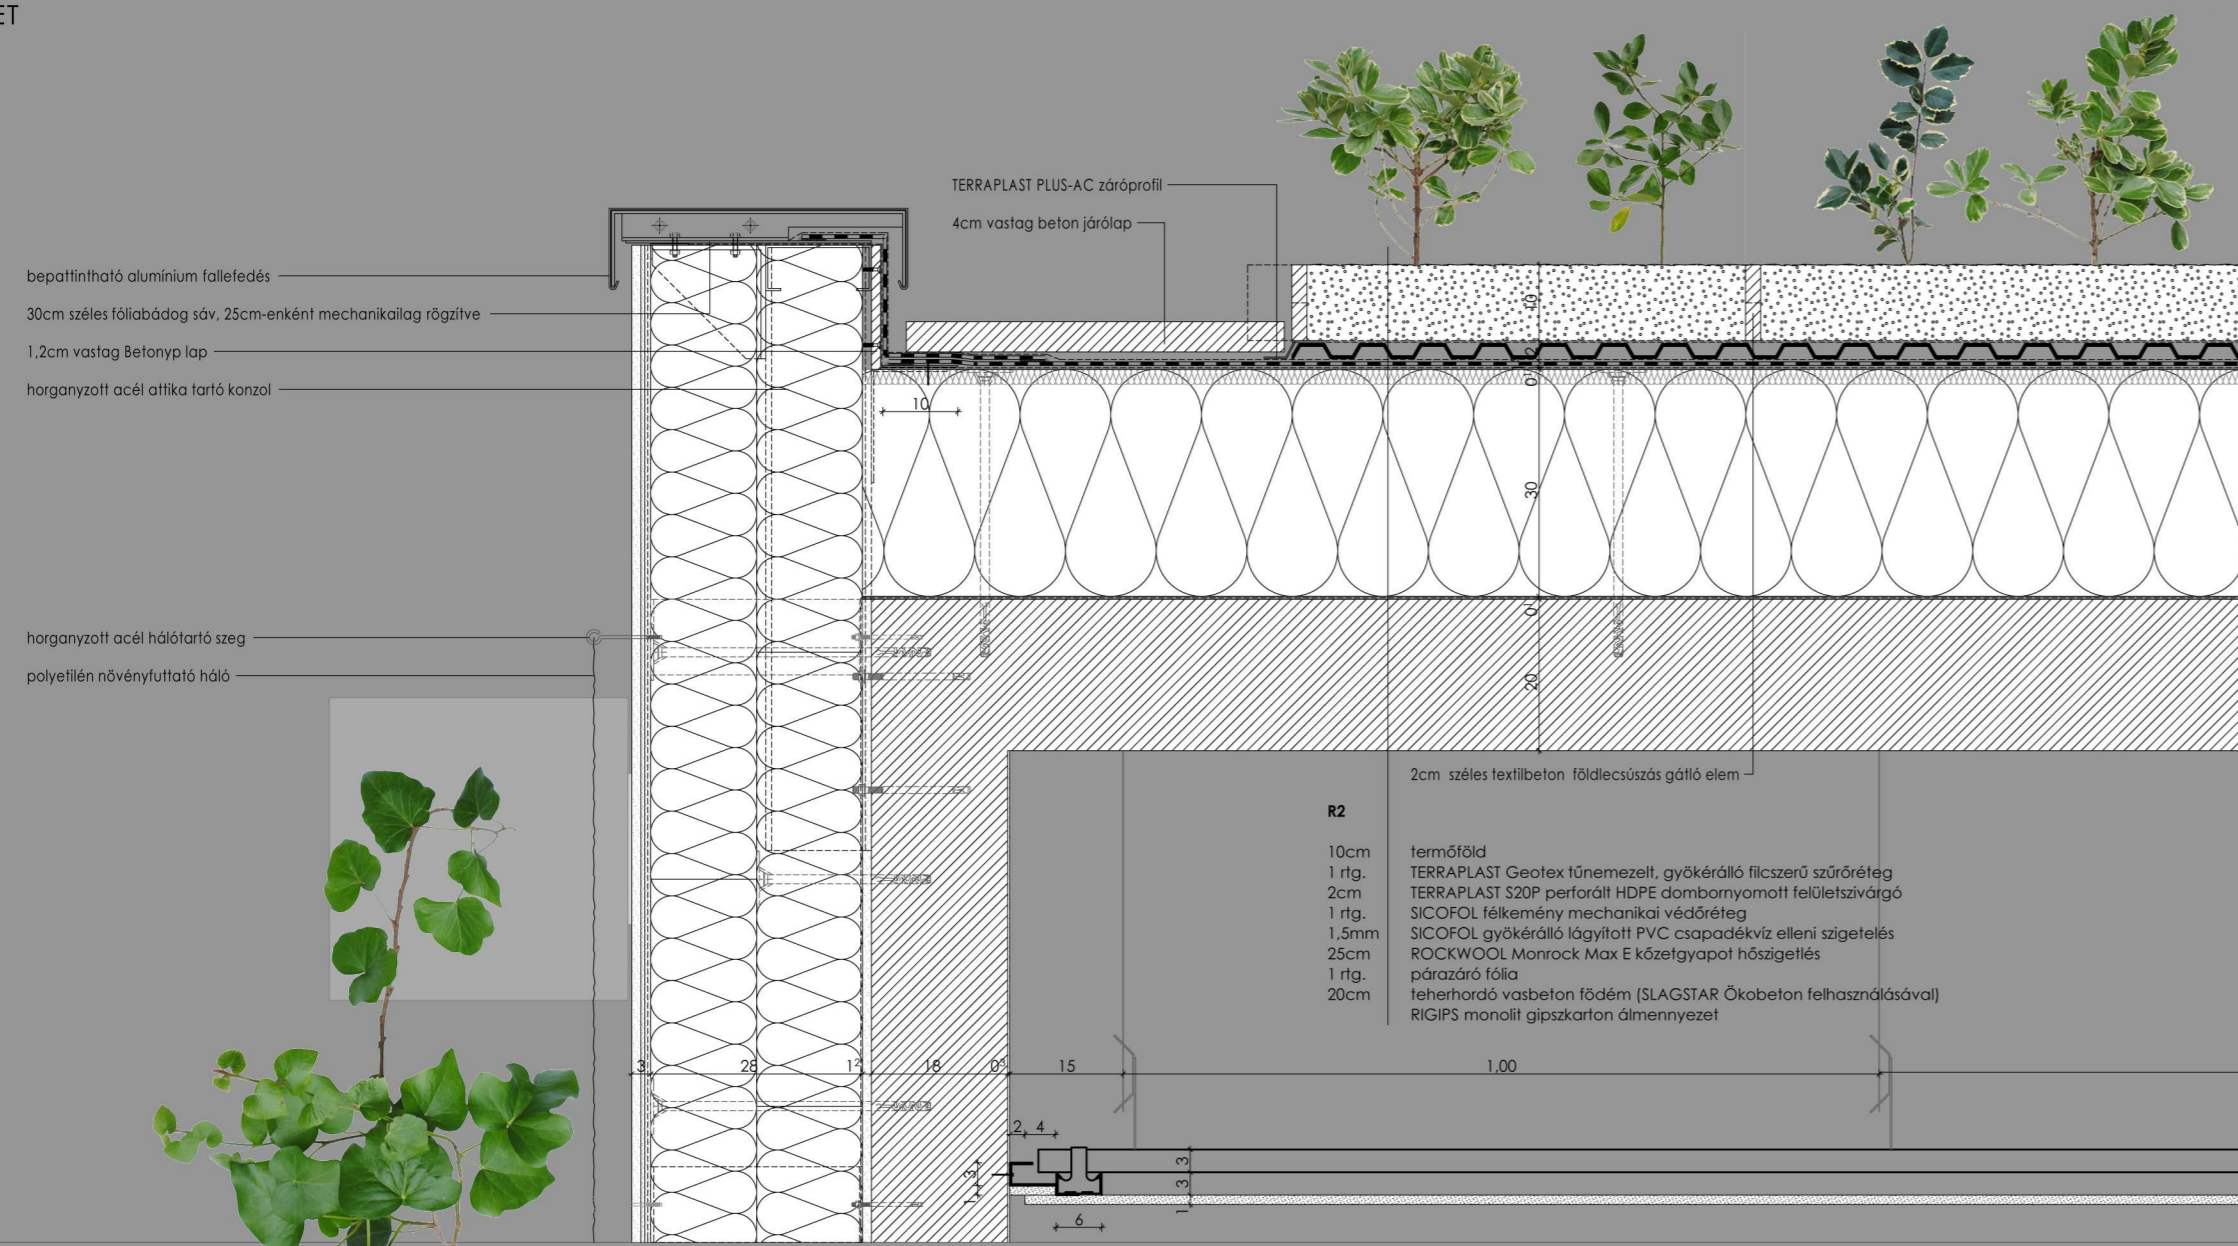 ET
TERRAPLAST PLUS-AC záróprofil
4cm vastag beton járólap
bepattintható alumínium fallefedés
30cm széles fóliabádog sáv, 25cm-enként mechanikailag rögzítve
1,2cm vastag Betonyp lap
horganyzott acél attika tartó konzol
horganyzott acél hálótartó szeg
polyetilén növényfuttató háló
10
2
0¹
10
30
0¹
20
2cm széles textilbeton földlecsúszás gátló elem
R2
10cm termőföld
1 rtg. TERRAPLAST Geotex tűnemezelt, gyökérálló filcszerű szűrőréteg
2cm TERRAPLAST S20P perforált HDPE dombornyomott felületszivárgó
1 rtg. SICOFOL félkemény mechanikai védőréteg
1,5mm SICOFOL gyökérálló lágyított PVC csapadékvíz elleni szigetelés
25cm ROCKWOOL Monrock Max E kőzetgyapot hőszigetlés
1 rtg. párazáró fólia
20cm teherhordó vasbeton födém (SLAGSTAR Ökobeton felhasználásával)
RIGIPS monolit gipszkarton álmennyezet
3 28 1² 18 0³ 15 1,00
2 4
3
1
3
3
1
6